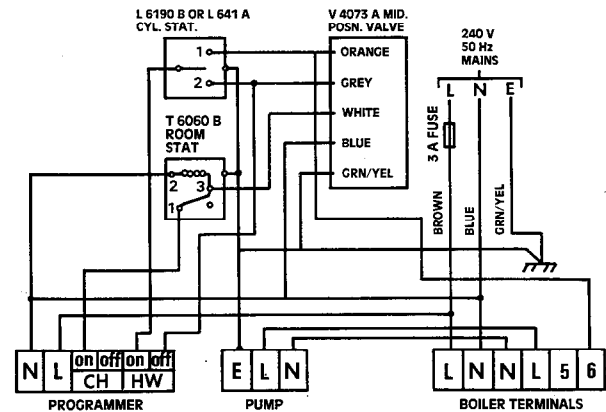 L 6190 B OR L 641 A
CYL. STAT.
1
2
V 4073 A MID.
POSN. VALVE
ORANGE
GREY
WHITE
BLUE
GRN/YEL
240 V
50 Hz
MAINS
L N E
3 A FUSE
BROWN
BLUE
GRN/YEL
T 6060 B
ROOM
STAT
2 3
1
N L on off on off
CH HW
PROGRAMMER
E L N
PUMP
L N N L 5 6
BOILER TERMINALS